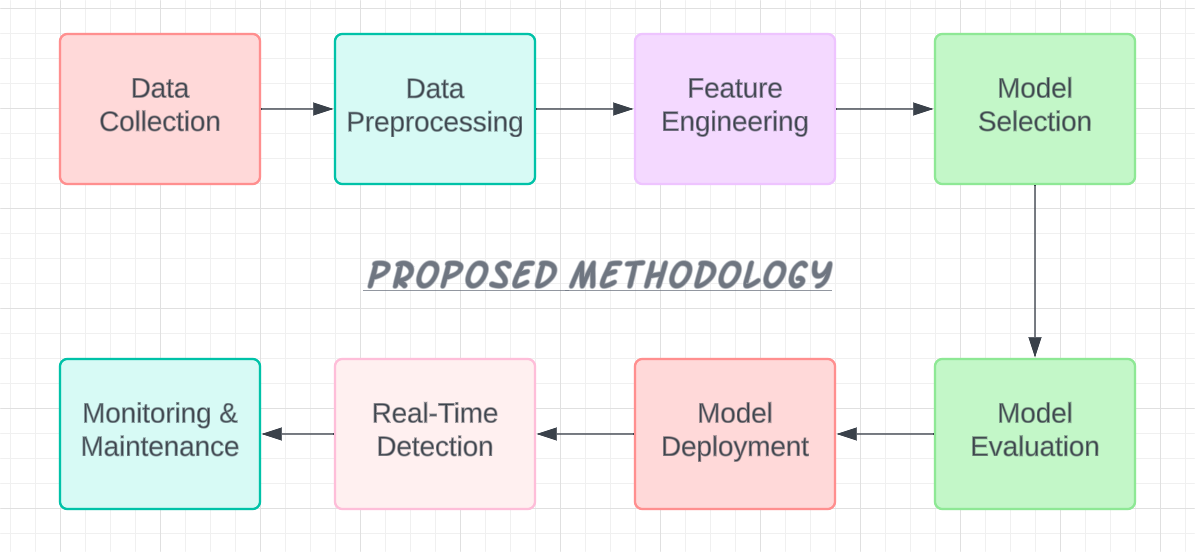 Data
Collection
Data
Preprocessing
Feature
Engineering
Model
Selection
PROPOSED METHODOLOGY
Monitoring &
Maintenance
Real-Time
Detection
Model
Deployment
Model
Evaluation